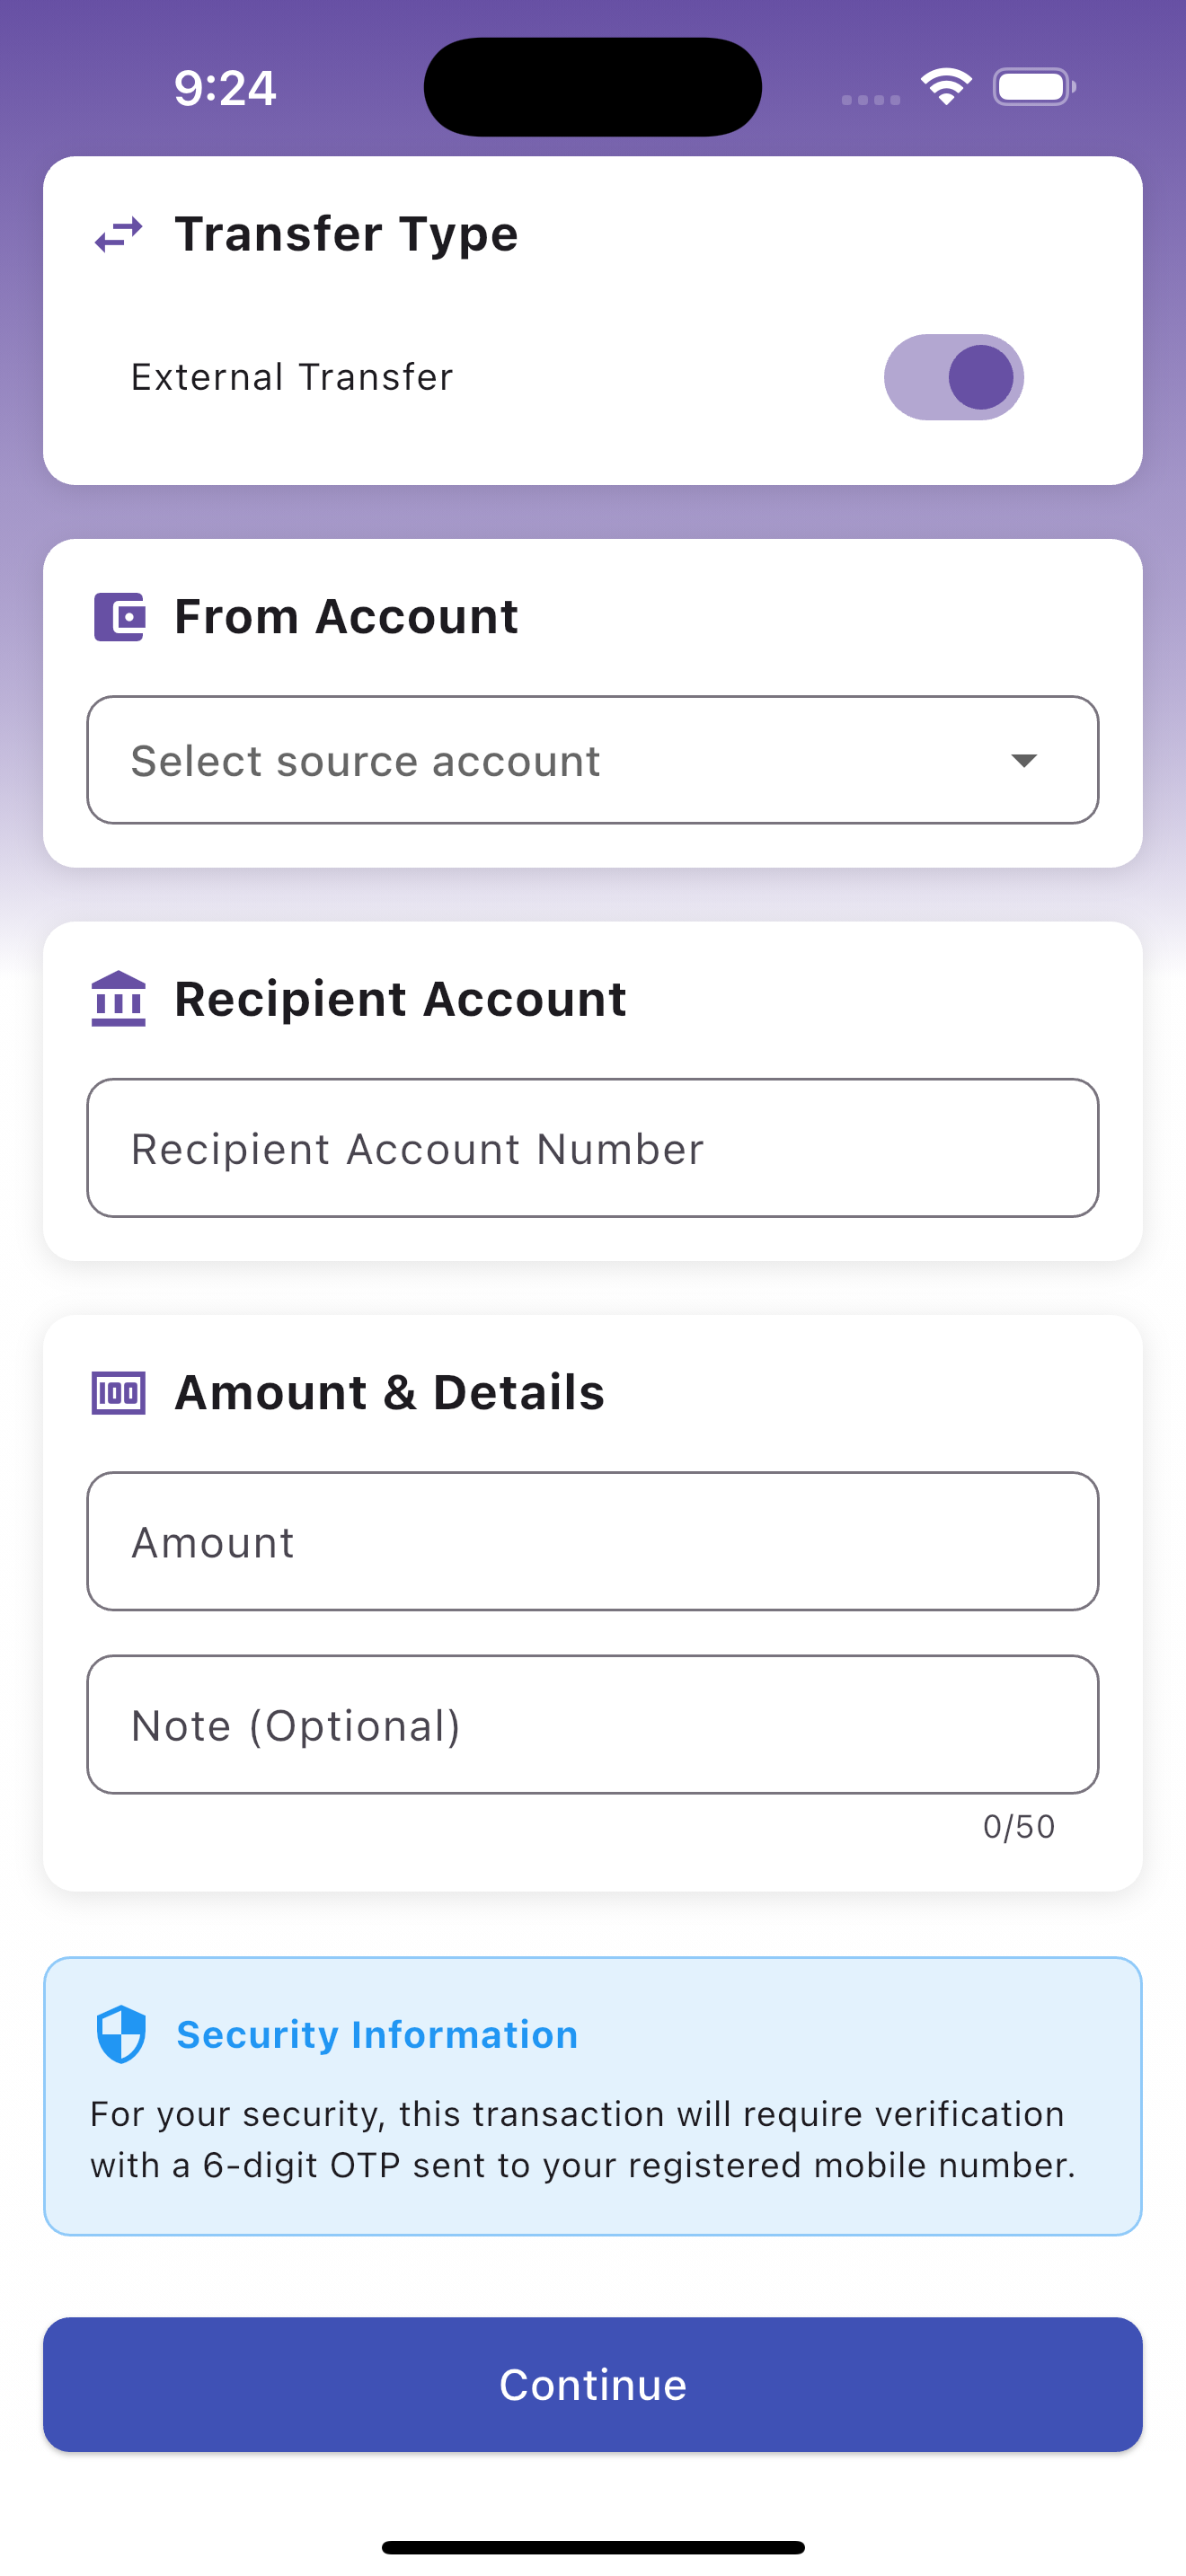 9:24
Transfer Type
External Transfer
From Account
Select source account
Recipient Account
Recipient Account Number
Amount & Details
Amount
Note (Optional)
0/50
Security Information
For your security, this transaction will require verification
with a 6-digit OTP sent to your registered mobile number.
Continue